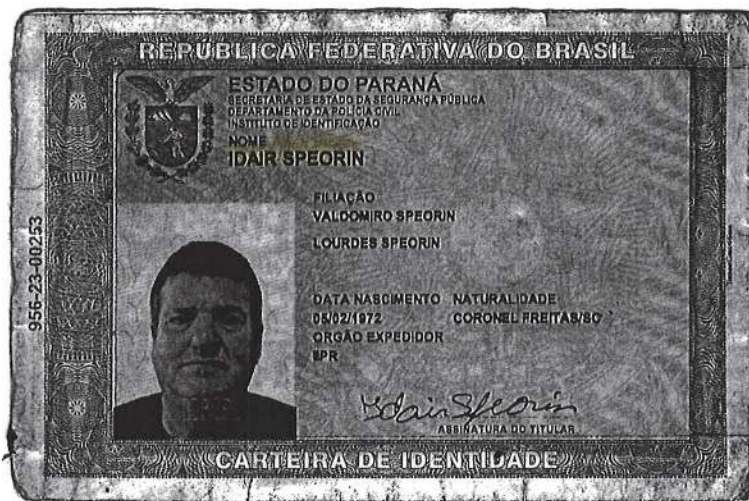 REPÚBLICA FEDERATIVA DO BRASIL
ESTADO DO PARANÁ
SECRETARIA DE ESTADO DA SEGURANÇA PÚBLICA
DEPARTAMENTO DA POLÍCIA CIVIL
INSTITUTO DE IDENTIFICAÇÃO
NOME
IDAIR SPEORIN
FILIAÇÃO
VALDOMIRO SPEORIN
LOURDES SPEORIN
DATA NASCIMENTO NATURALIDADE
05/02/1972 CORONEL FREITAS/SC
ORGÃO EXPEDIDOR
IIPR
Idair Speorin
ASSINATURA DO TITULAR
CARTEIRA DE IDENTIDADE
956-23-00253